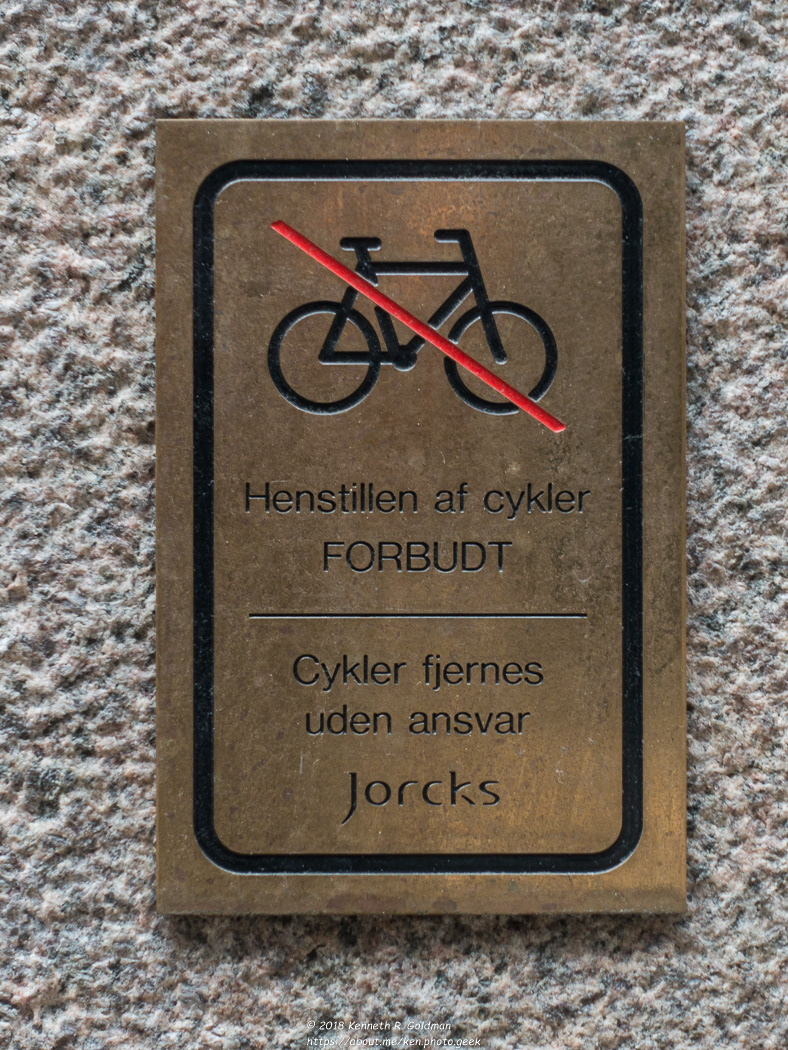 Henstillen af cykler
FORBUDT
Cykler fjernes
uden ansvar
Jorcks
© 2018 Kenneth R. Goldman
https://about.me/ken.photo.geek